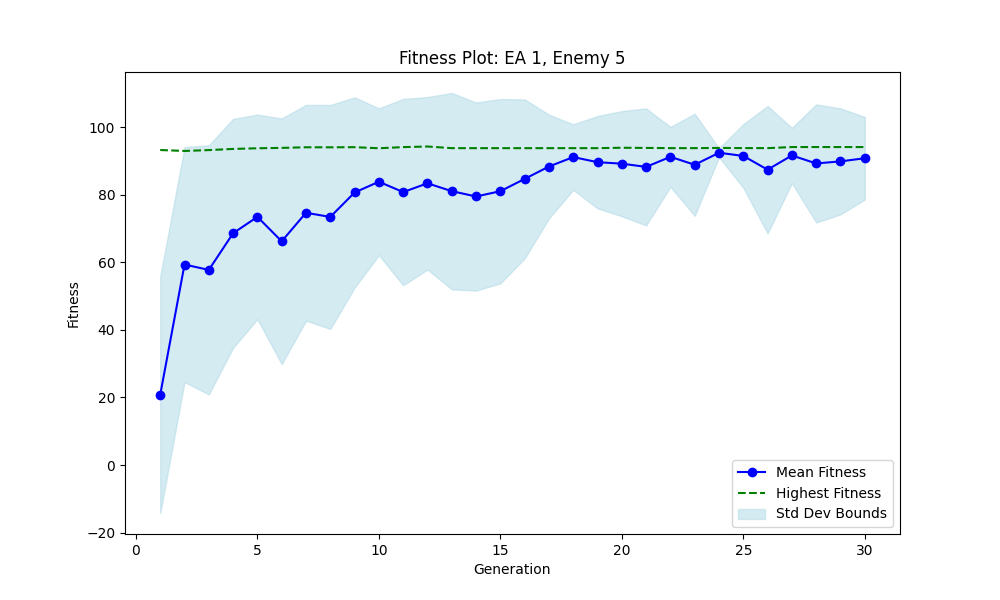 Fitness Plot: EA 1, Enemy 5
Fitness
100
80
60
40
20
0
−20
0 5 10 15 20 25 30
Generation
Mean Fitness
Highest Fitness
Std Dev Bounds